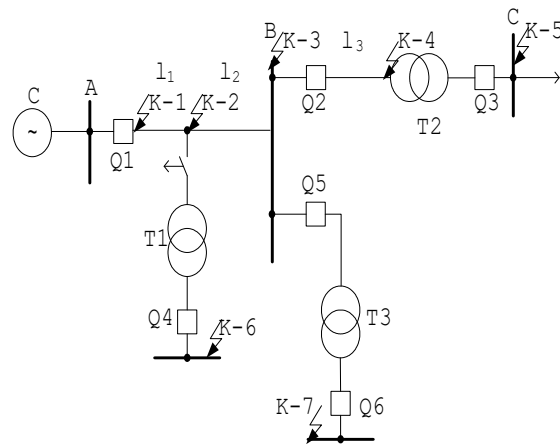 B K-3 l3 K-4 C K-5
C A l1 l2
K-1 K-2
Q2 Q3
T2
~
Q1
Q5
T1
Q4 K-6 T3
K-7 Q6